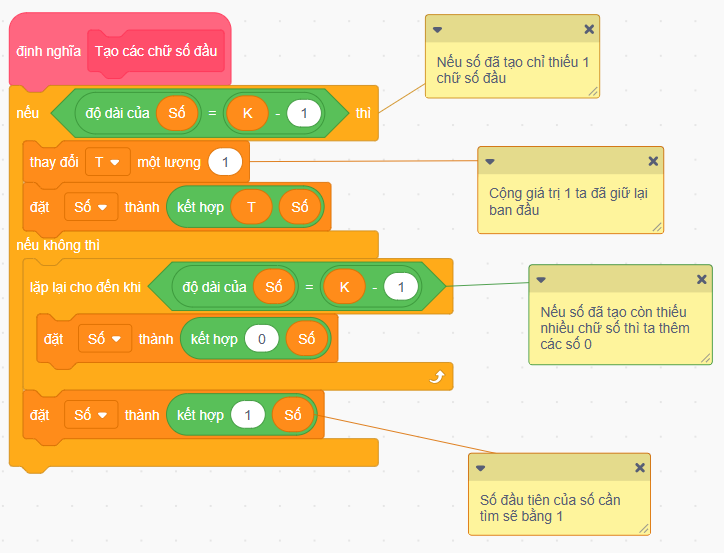 định nghĩa Tạo các chữ số đầu
Nếu số đã tạo chỉ thiếu 1
chữ số đầu
nếu độ dài của Số = K - 1 thì
thay đổi T một lượng 1
Cộng giá trị 1 ta đã giữ lại
ban đầu
đặt Số thành kết hợp T Số
nếu không thì
lặp lại cho đến khi độ dài của Số = K - 1
Nếu số đã tạo còn thiếu
nhiều chữ số thì ta thêm
các số 0
đặt Số thành kết hợp 0 Số
đặt Số thành kết hợp 1 Số
Số đầu tiên của số cần
tìm sẽ bằng 1